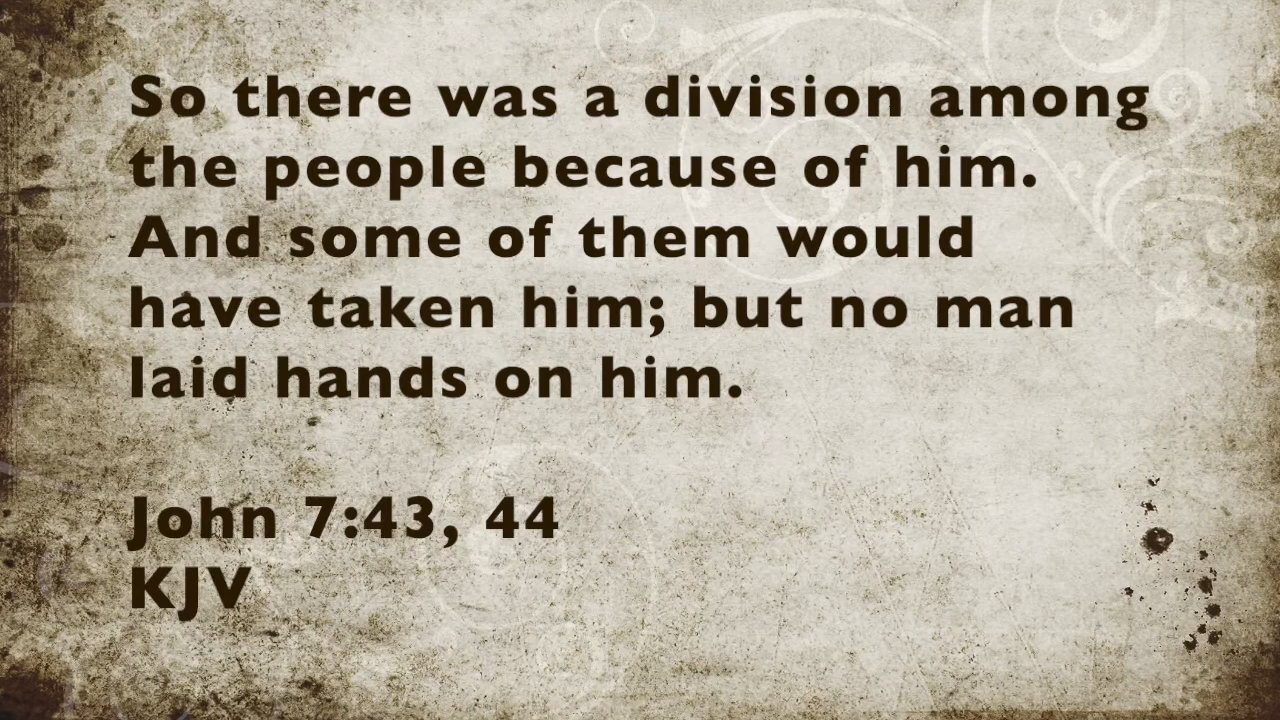 So there was a division among
the people because of him.
And some of them would
have taken him; but no man
laid hands on him.
John 7:43, 44
KJV